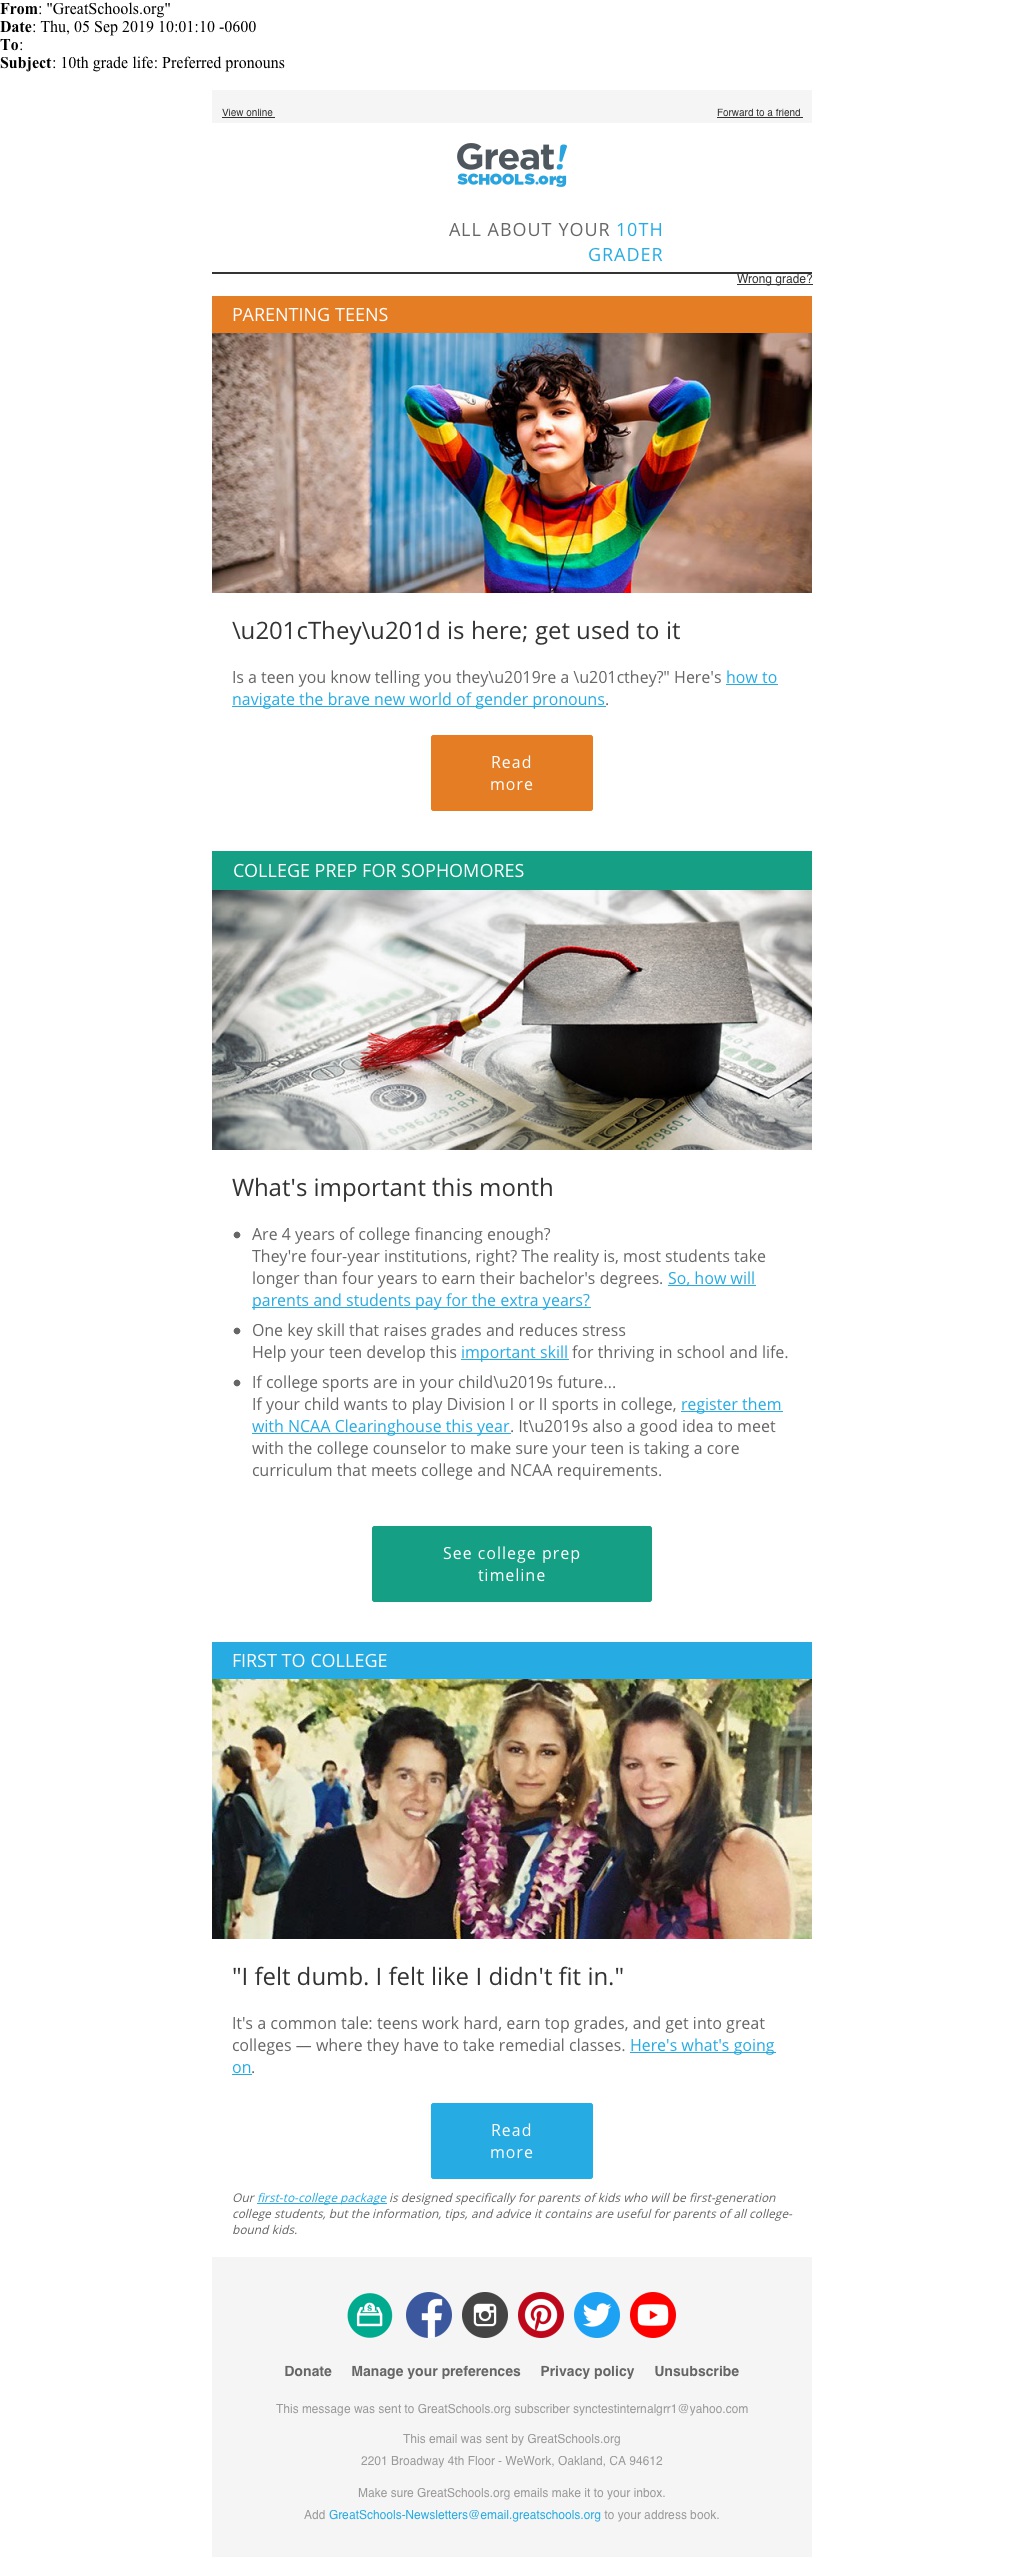 From: "GreatSchools.org"
Date: Thu, 05 Sep 2019 10:01:10 -0600
To:
Subject: 10th grade life: Preferred pronouns
View online
Forward to a friend
Great!
SCHOOLS.org
ALL ABOUT YOUR 10TH
GRADER
Wrong grade?
PARENTING TEENS
\u201cThey\u201d is here; get used to it
Is a teen you know telling you they\u2019re a \u201cthey?" Here's how to
navigate the brave new world of gender pronouns.
Read
more
COLLEGE PREP FOR SOPHOMORES
What's important this month
• Are 4 years of college financing enough?
They're four-year institutions, right? The reality is, most students take
longer than four years to earn their bachelor's degrees. So, how will
parents and students pay for the extra years?
• One key skill that raises grades and reduces stress
Help your teen develop this important skill for thriving in school and life.
• If college sports are in your child\u2019s future...
If your child wants to play Division I or II sports in college, register them
with NCAA Clearinghouse this year. It\u2019s also a good idea to meet
with the college counselor to make sure your teen is taking a core
curriculum that meets college and NCAA requirements.
See college prep
timeline
FIRST TO COLLEGE
"I felt dumb. I felt like I didn't fit in."
It's a common tale: teens work hard, earn top grades, and get into great
colleges — where they have to take remedial classes. Here's what's going
on.
Read
more
Our first-to-college package is designed specifically for parents of kids who will be first-generation
college students, but the information, tips, and advice it contains are useful for parents of all college-
bound kids.
Donate Manage your preferences Privacy policy Unsubscribe
This message was sent to GreatSchools.org subscriber synctestinternalgrr1@yahoo.com
This email was sent by GreatSchools.org
2201 Broadway 4th Floor - WeWork, Oakland, CA 94612
Make sure GreatSchools.org emails make it to your inbox.
Add GreatSchools-Newsletters@email.greatschools.org to your address book.